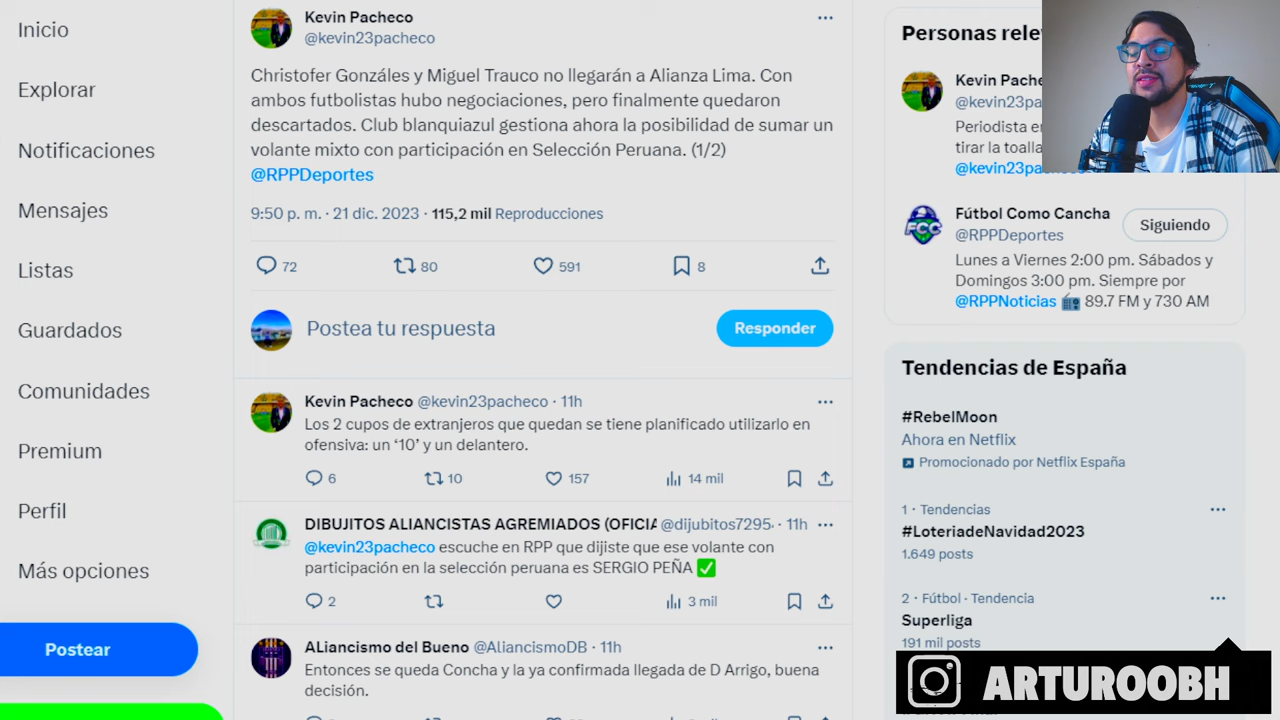 Inicio
Explorar
Notificaciones
Mensajes
Listas
Guardados
Comunidades
Premium
Perfil
Más opciones
Postear
Kevin Pacheco
@kevin23pacheco
Christofer Gonzáles y Miguel Trauco no llegarán a Alianza Lima. Con
ambos futbolistas hubo negociaciones, pero finalmente quedaron
descartados. Club blanquiazul gestiona ahora la posibilidad de sumar un
volante mixto con participación en Selección Peruana. (1/2)
@RPPDeportes
9:50 p. m. · 21 dic. 2023 · 115,2 mil Reproducciones
72 80 591 8
Postea tu respuesta
Responder
Kevin Pacheco @kevin23pacheco · 11h
Los 2 cupos de extranjeros que quedan se tiene planificado utilizarlo en
ofensiva: un ‘10’ y un delantero.
6 10 157 14 mil
DIBUJITOS ALIANCISTAS AGREMIADOS (OFICIA @dijubitos7295 · 11h
@kevin23pacheco escuche en RPP que dijiste que ese volante con
participación en la selección peruana es SERGIO PEÑA ✅
2 3 mil
ALiancismo del Bueno @AliancismoDB · 11h
Entonces se queda Concha y la ya confirmada llegada de D Arrigo, buena
decisión.
Personas rele
Kevin Pache
@kevin23pa
Periodista e
tirar la toall
@kevin23pa
Fútbol Como Cancha
@RPPDeportes
Siguiendo
Lunes a Viernes 2:00 pm. Sábados y
Domingos 3:00 pm. Siempre por
@RPPNoticias 📻 89.7 FM y 730 AM
Tendencias de España
#RebelMoon
Ahora en Netflix
Promocionado por Netflix España
1 · Tendencias
#LoteriadeNavidad2023
1.649 posts
2 · Fútbol · Tendencia
Superliga
191 mil posts
ARTUROOBH